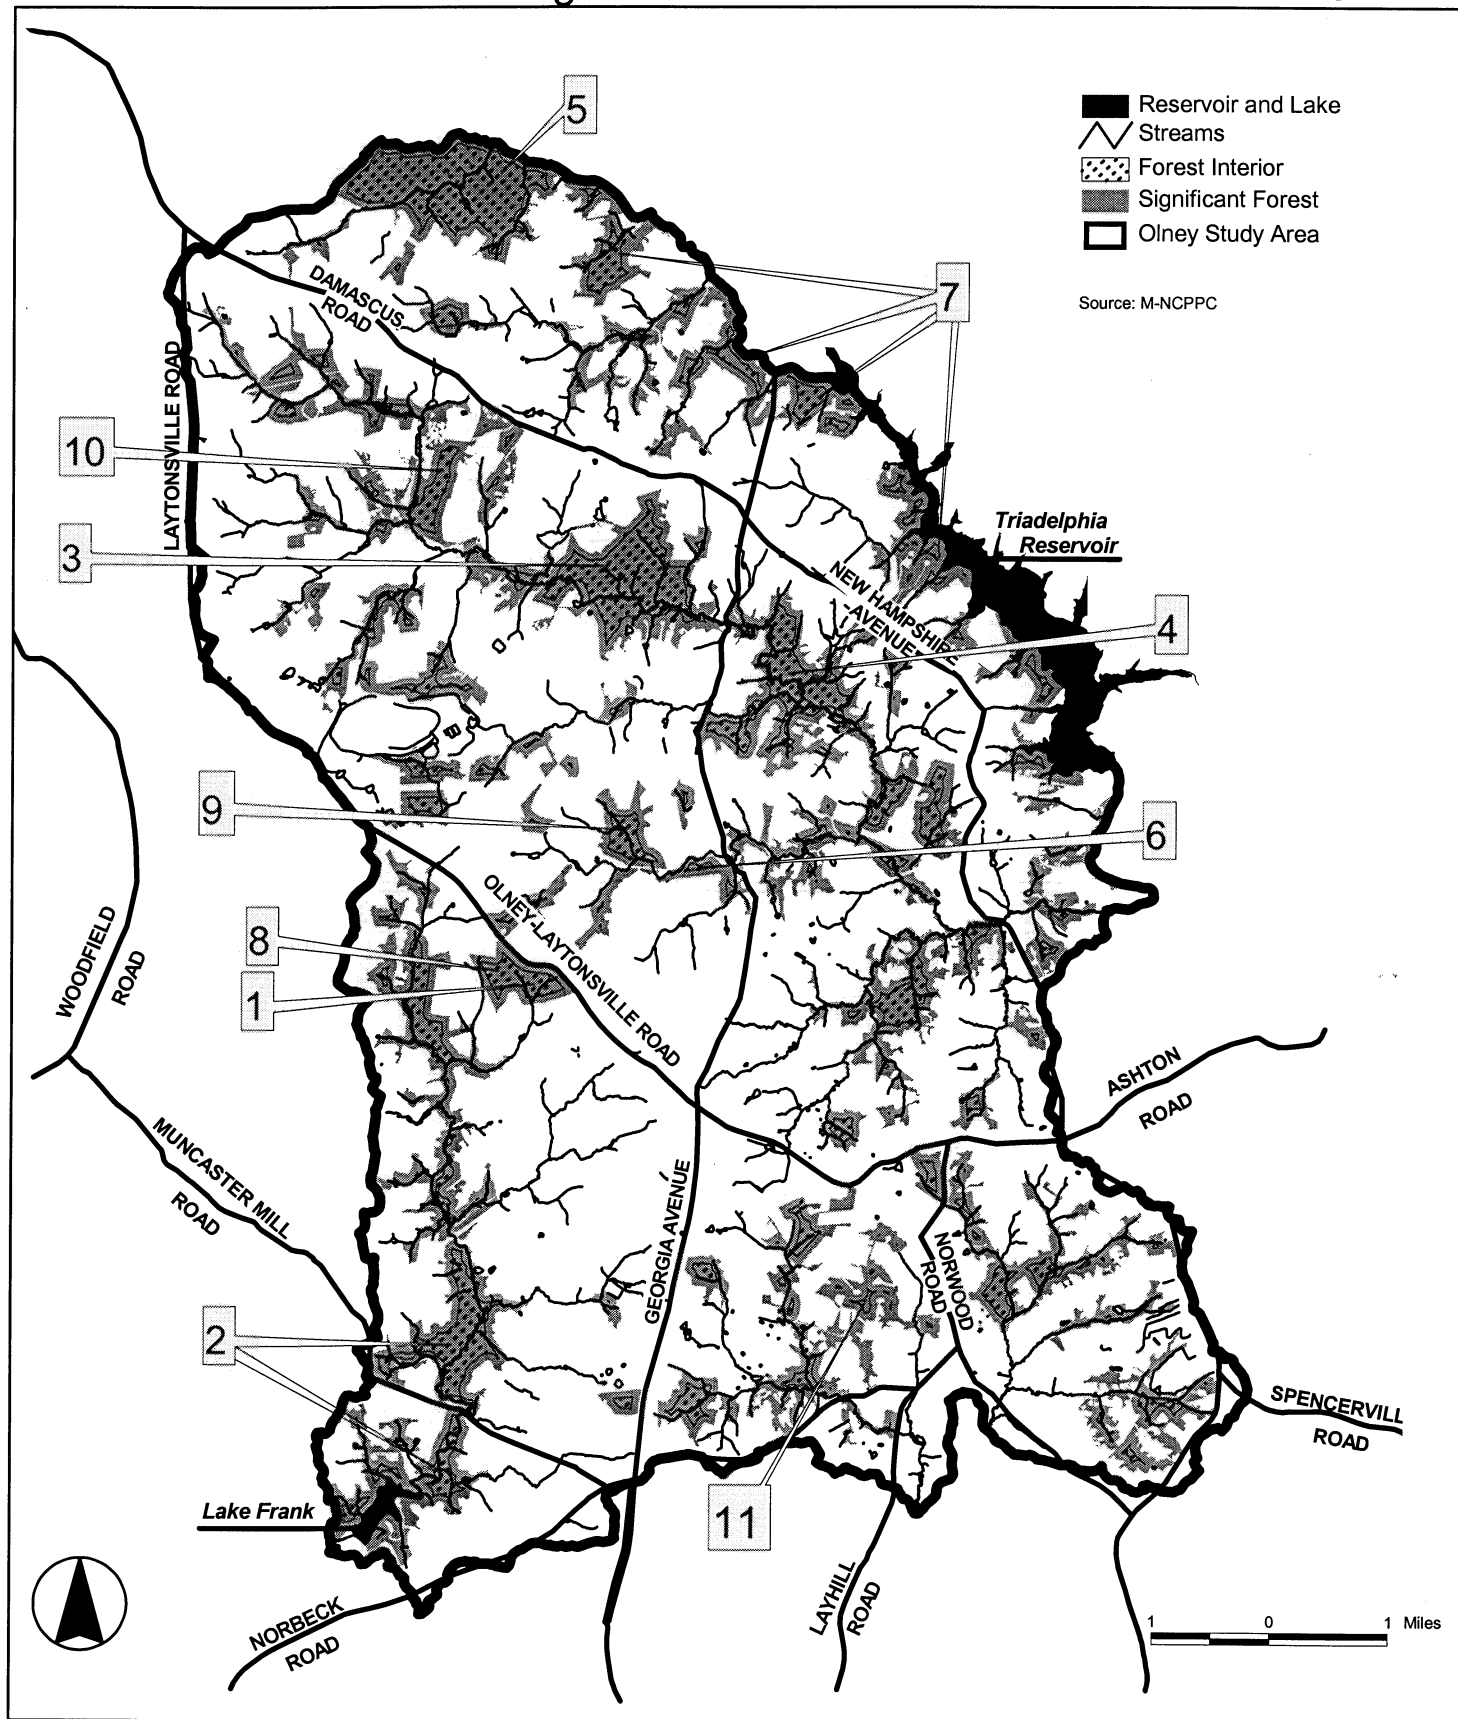 5
Reservoir and Lake
Streams
Forest Interior
Significant Forest
Olney Study Area
Source: M-NCPPC
7
DAMASCUS
ROAD
LAYTONSVILLE ROAD
10
3
Triadelphia
Reservoir
NEW HAMPSHIRE
AVENUE
4
9
6
OLNEY-LAYTONSVILLE ROAD
8
1
WOODFIELD
ROAD
ASHTON
ROAD
MUNCASTER MILL
ROAD
GEORGIA AVENUE
NORWOOD
ROAD
2
SPENCERVILL
ROAD
Lake Frank
11
LAYHILL
ROAD
NORBECK
ROAD
1 0 1 Miles